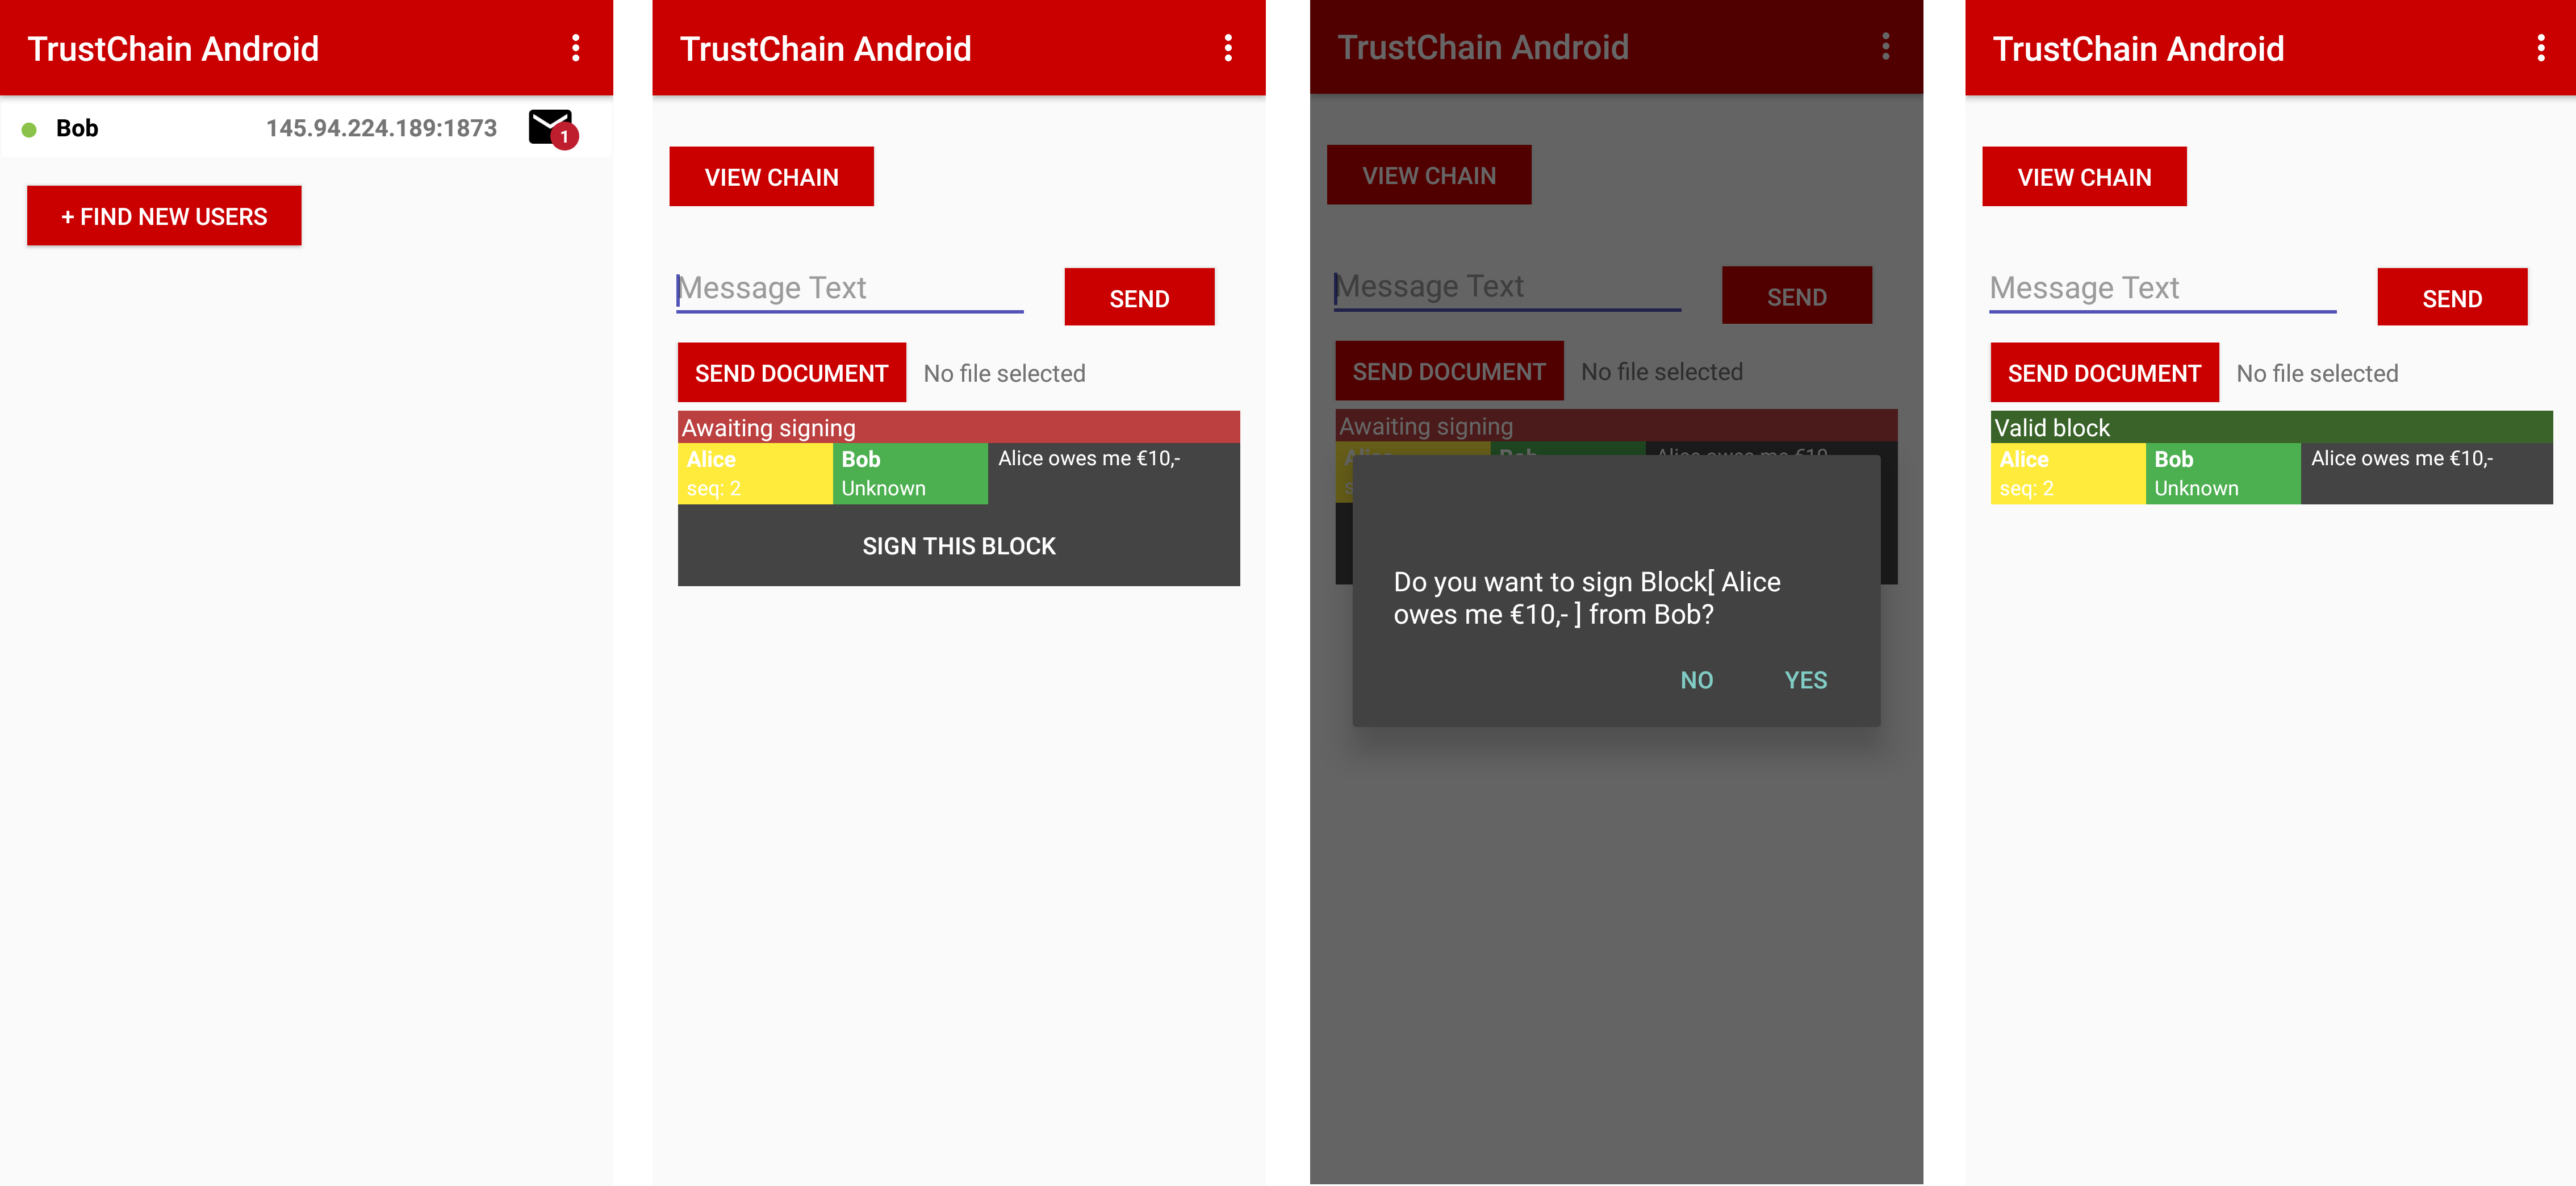 TrustChain Android
Bob 145.94.224.189:1873 1
+ FIND NEW USERS
TrustChain Android
VIEW CHAIN
Message Text SEND
SEND DOCUMENT No file selected
Awaiting signing
Alice Bob Alice owes me €10,-
seq: 2 Unknown
SIGN THIS BLOCK
TrustChain Android
VIEW CHAIN
Message Text SEND
SEND DOCUMENT No file selected
Awaiting signing
Do you want to sign Block[ Alice
owes me €10,- ] from Bob?
NO YES
TrustChain Android
VIEW CHAIN
Message Text SEND
SEND DOCUMENT No file selected
Valid block
Alice Bob Alice owes me €10,-
seq: 2 Unknown